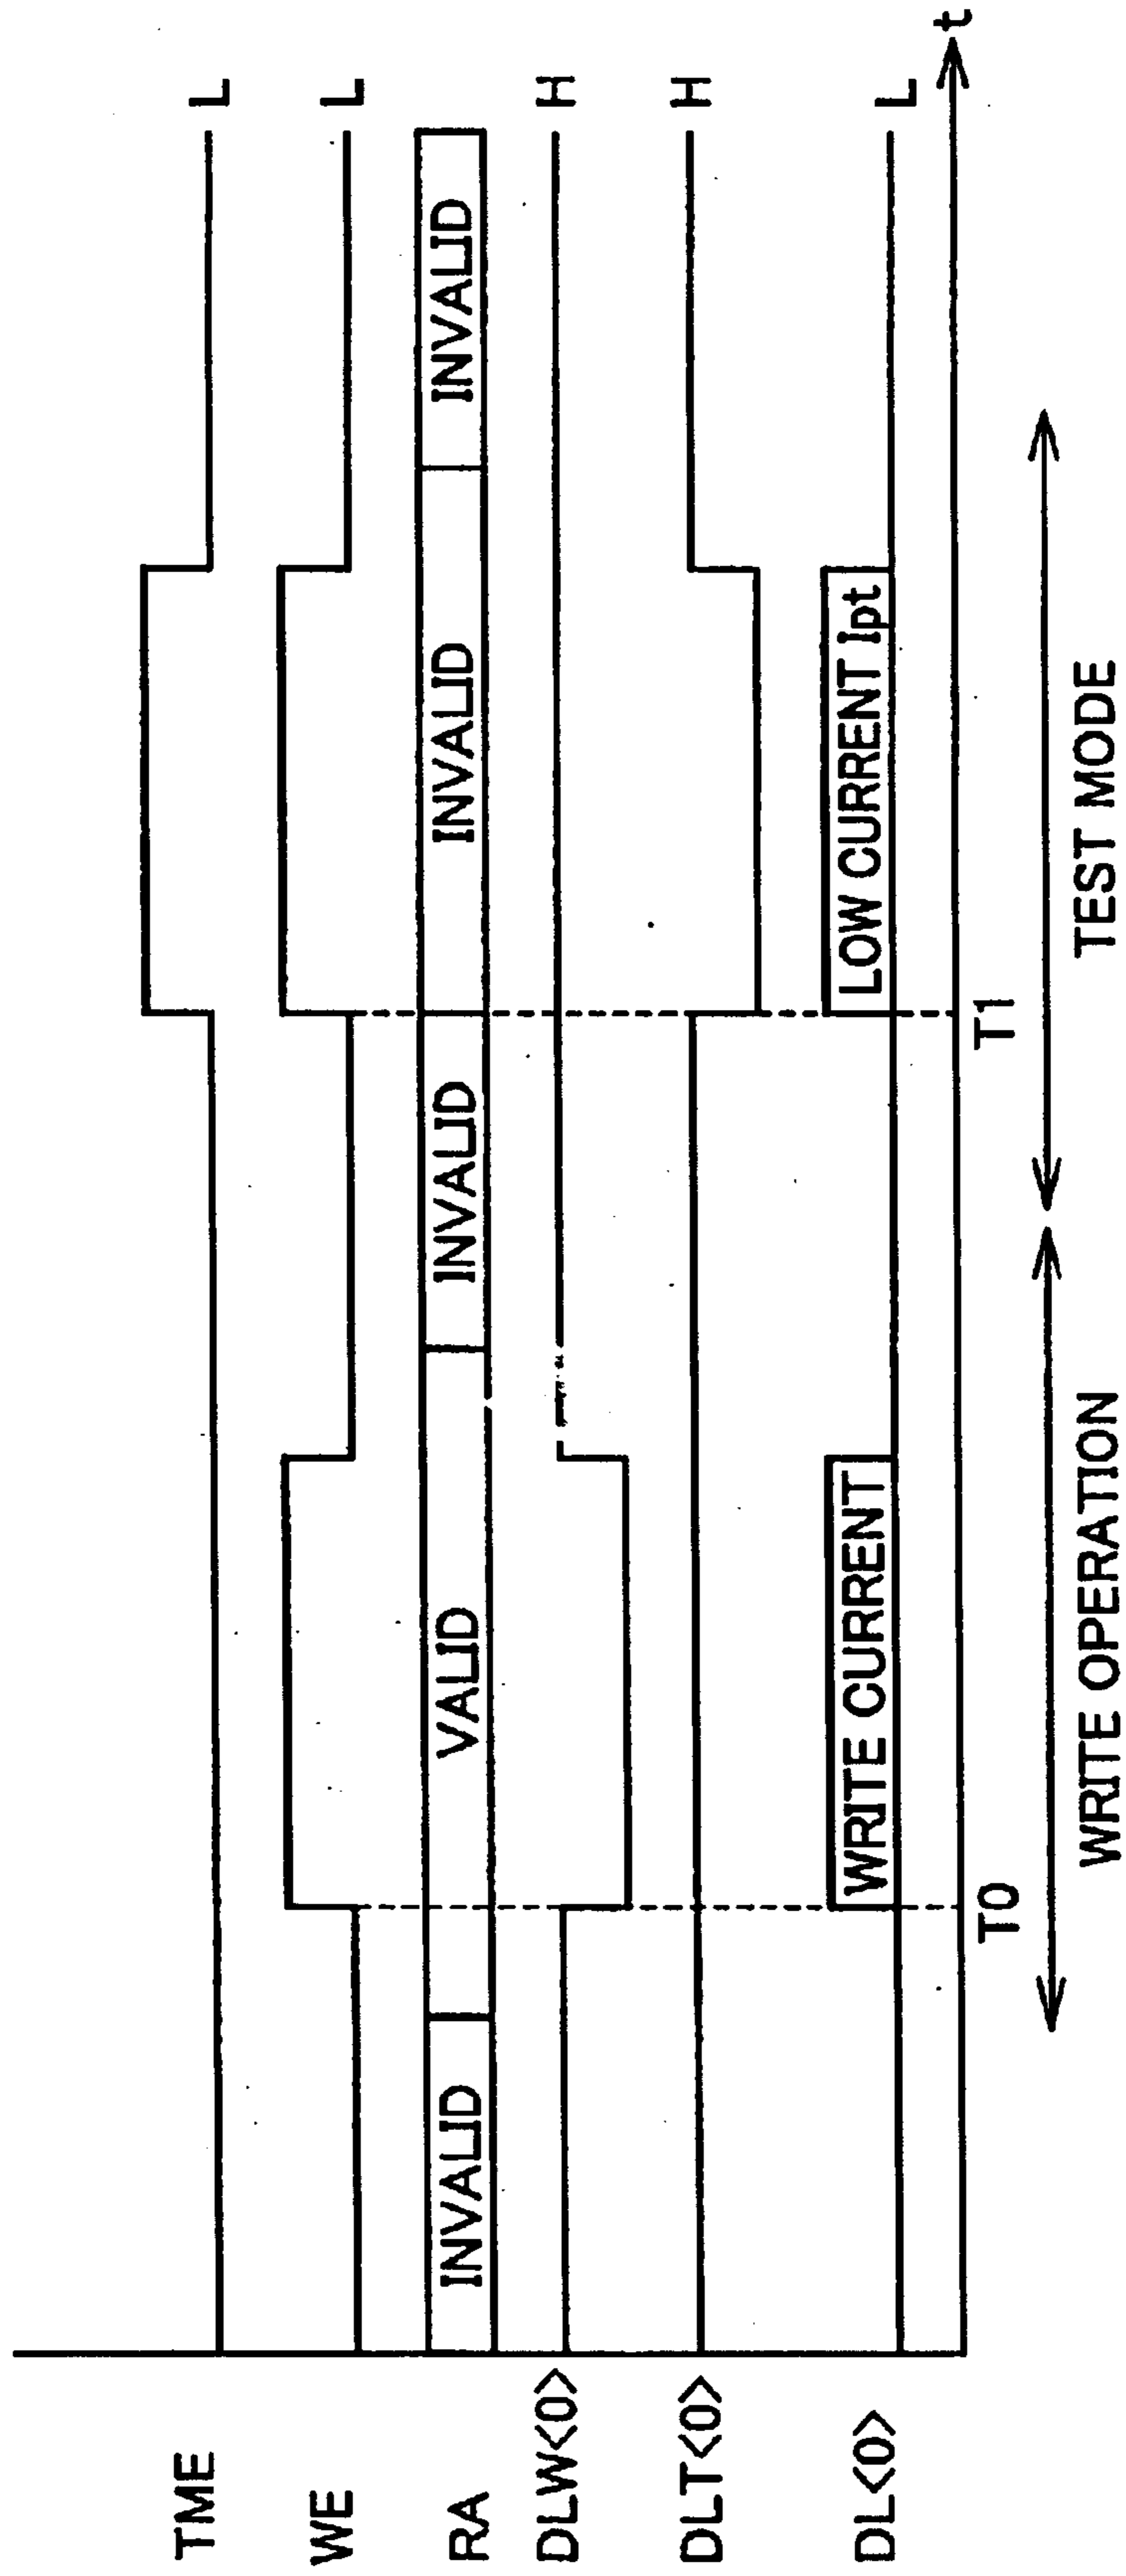 TME
L
WE
L
RA
INVALID
VALID
INVALID
INVALID
INVALID
DLW<0>
H
DLT<0>
H
DL<0>
WRITE CURRENT
LOW CURRENT Ipt
L
t
T0
T1
WRITE OPERATION
TEST MODE